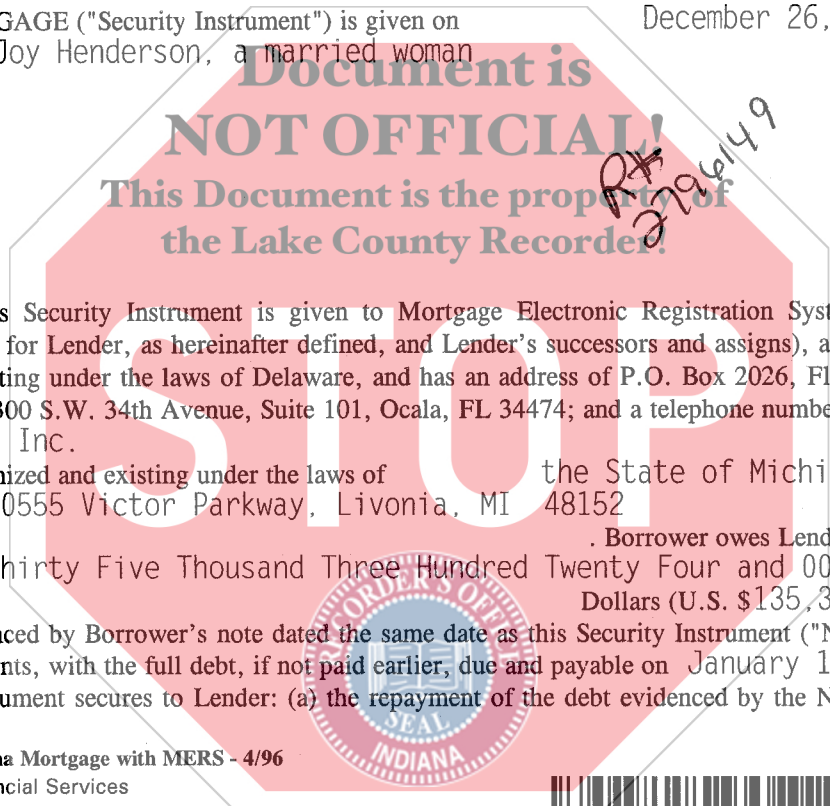 GAGE ("Security Instrument") is given on December 26,
Joy Henderson, a married woman
Document is
NOT OFFICIAL!
R# 2796149
This Document is the property of
the Lake County Recorder!
s Security Instrument is given to Mortgage Electronic Registration Syst
for Lender, as hereinafter defined, and Lender's successors and assigns), a
ting under the laws of Delaware, and has an address of P.O. Box 2026, Fl
300 S.W. 34th Avenue, Suite 101, Ocala, FL 34474; and a telephone numbe
Inc.
nized and existing under the laws of the State of Michi
0555 Victor Parkway, Livonia, MI 48152
. Borrower owes Lend
hirty Five Thousand Three Hundred Twenty Four and 00
Dollars (U.S. $135,3
nced by Borrower's note dated the same date as this Security Instrument ("N
nts, with the full debt, if not paid earlier, due and payable on January 1
ument secures to Lender: (a) the repayment of the debt evidenced by the N
na Mortgage with MERS - 4/96
ncial Services
STOP
RECORDER'S OFFICE
SEAL
INDIANA